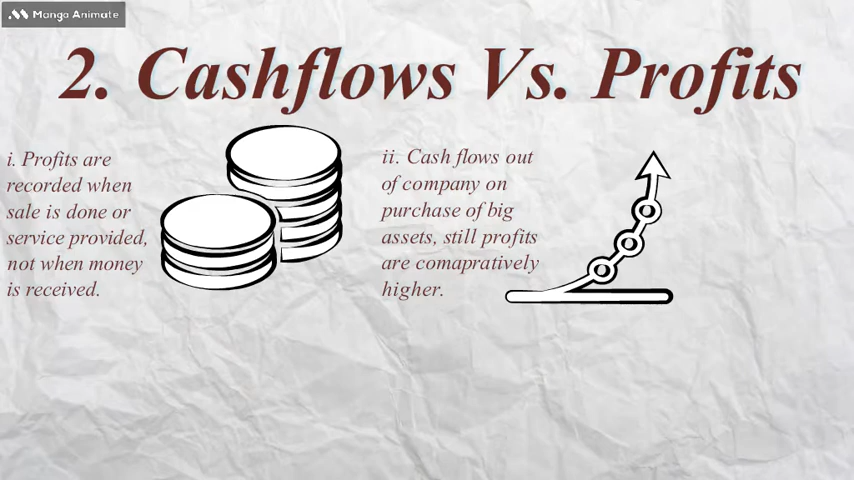 Mango Animate
2. Cashflows Vs. Profits
i. Profits are
recorded when
sale is done or
service provided,
not when money
is received.
ii. Cash flows out
of company on
purchase of big
assets, still profits
are comapratively
higher.